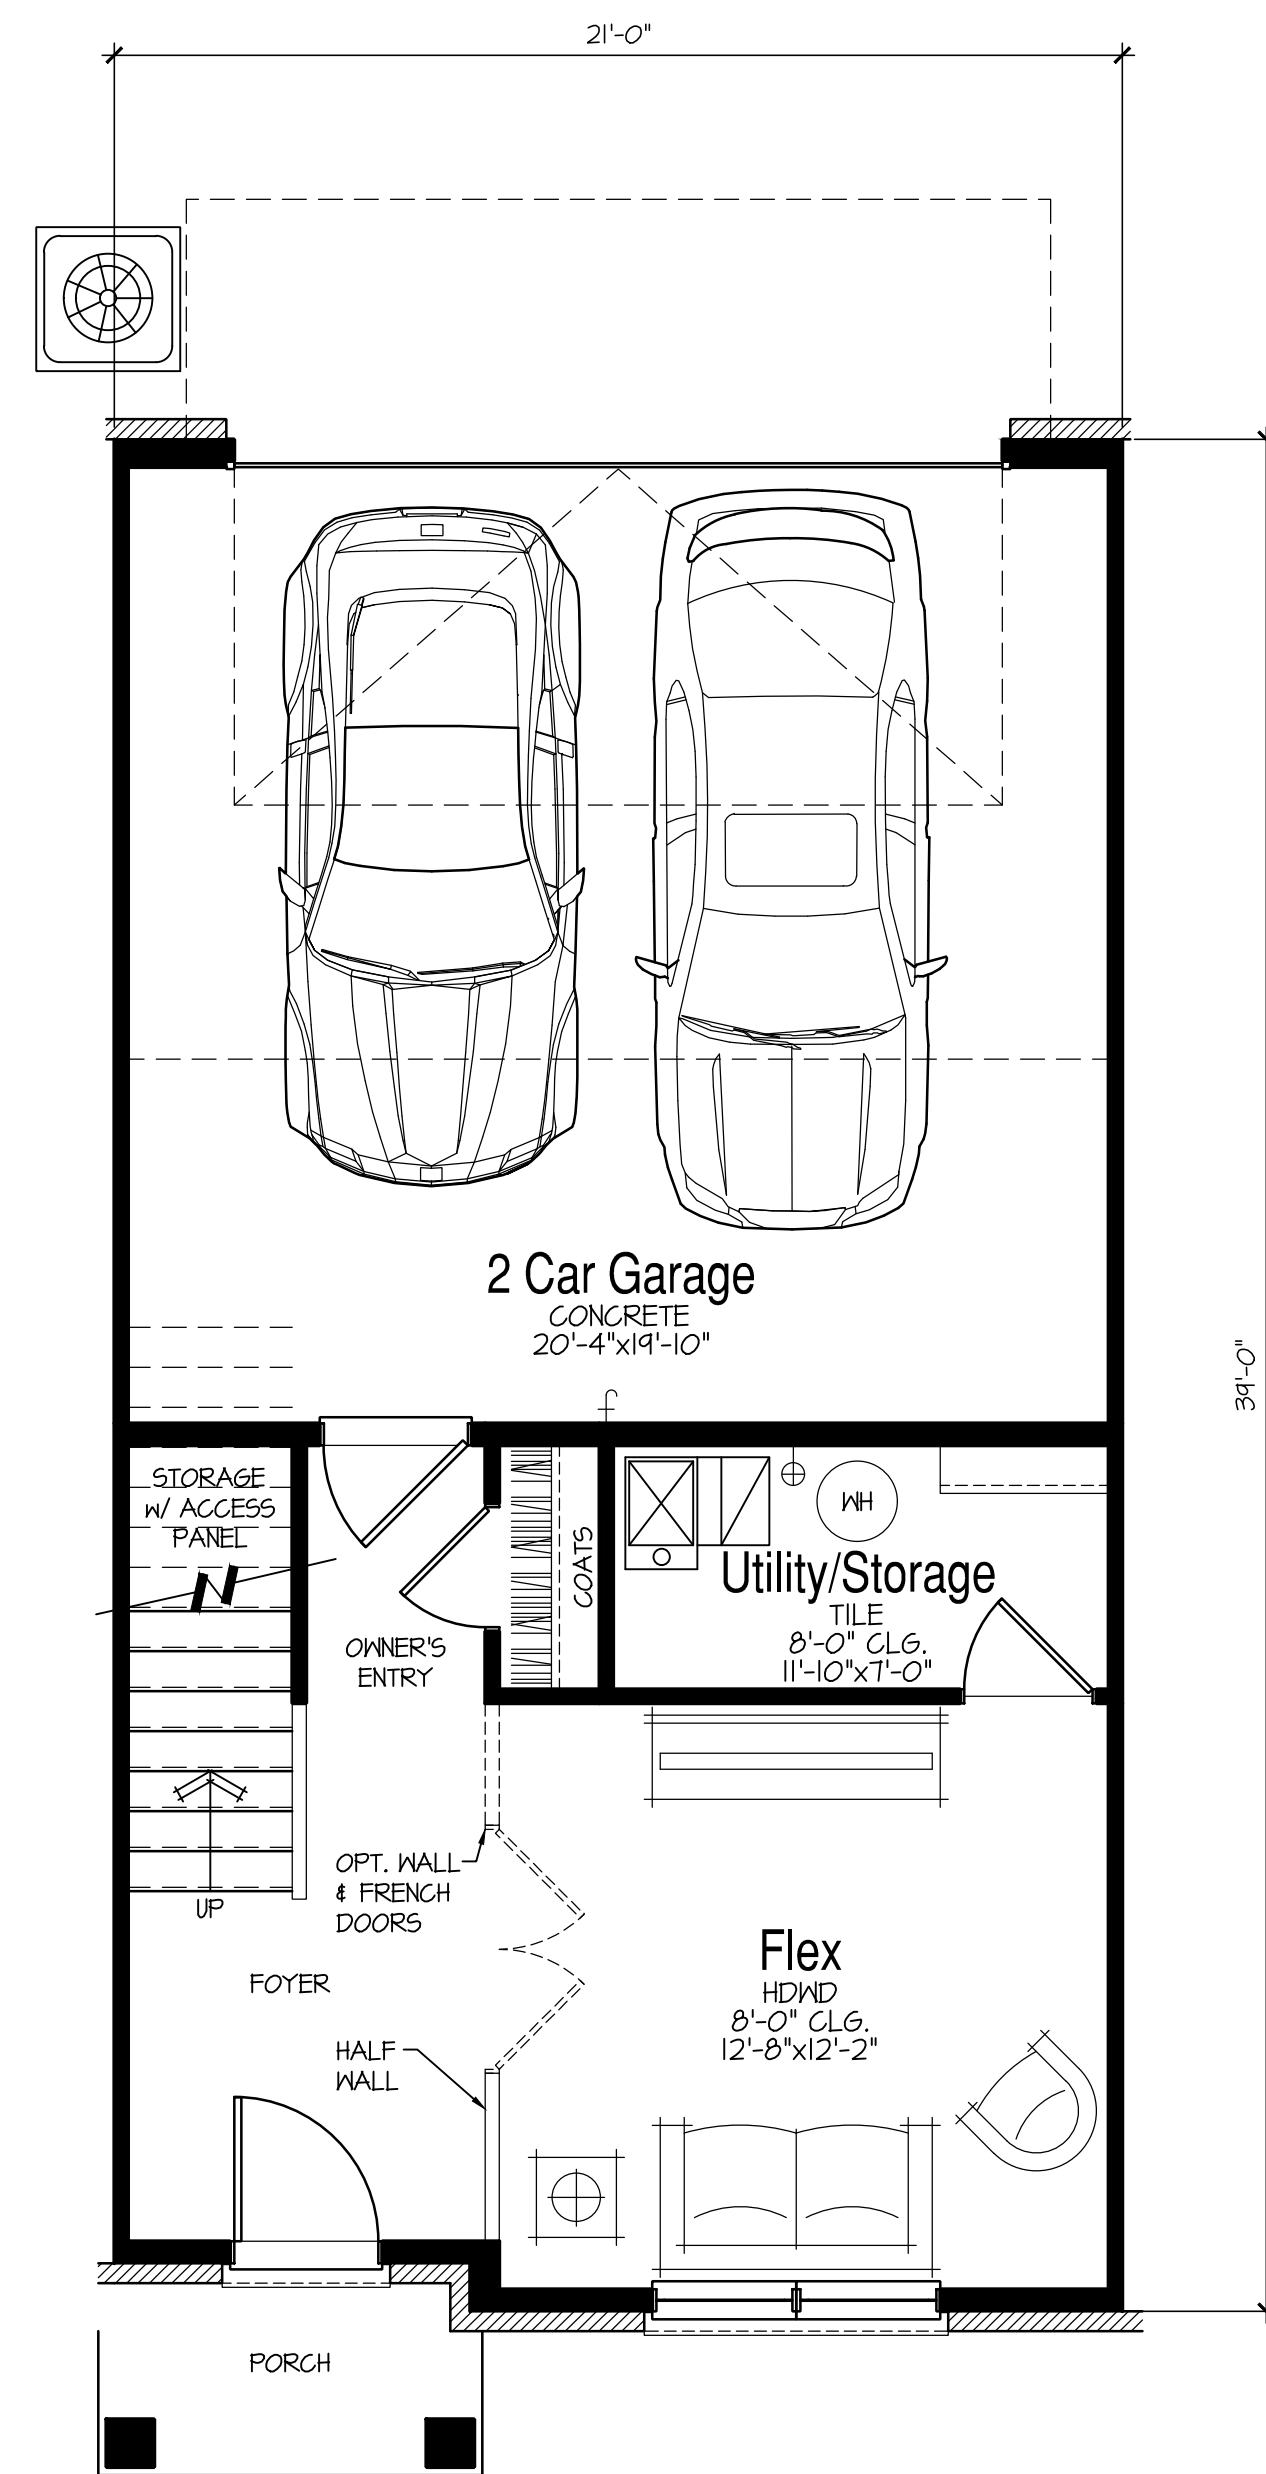 21'-0"
2 Car Garage
CONCRETE
20'-4"x19'-10"
39'-0"
STORAGE
W/ ACCESS
PANEL
COATS
WH
Utility/Storage
TILE
8'-0" CLG.
11'-10"x7'-0"
OWNER'S
ENTRY
OPT. WALL
& FRENCH
DOORS
UP
Flex
HDWD
8'-0" CLG.
12'-8"x12'-2"
FOYER
HALF
WALL
PORCH